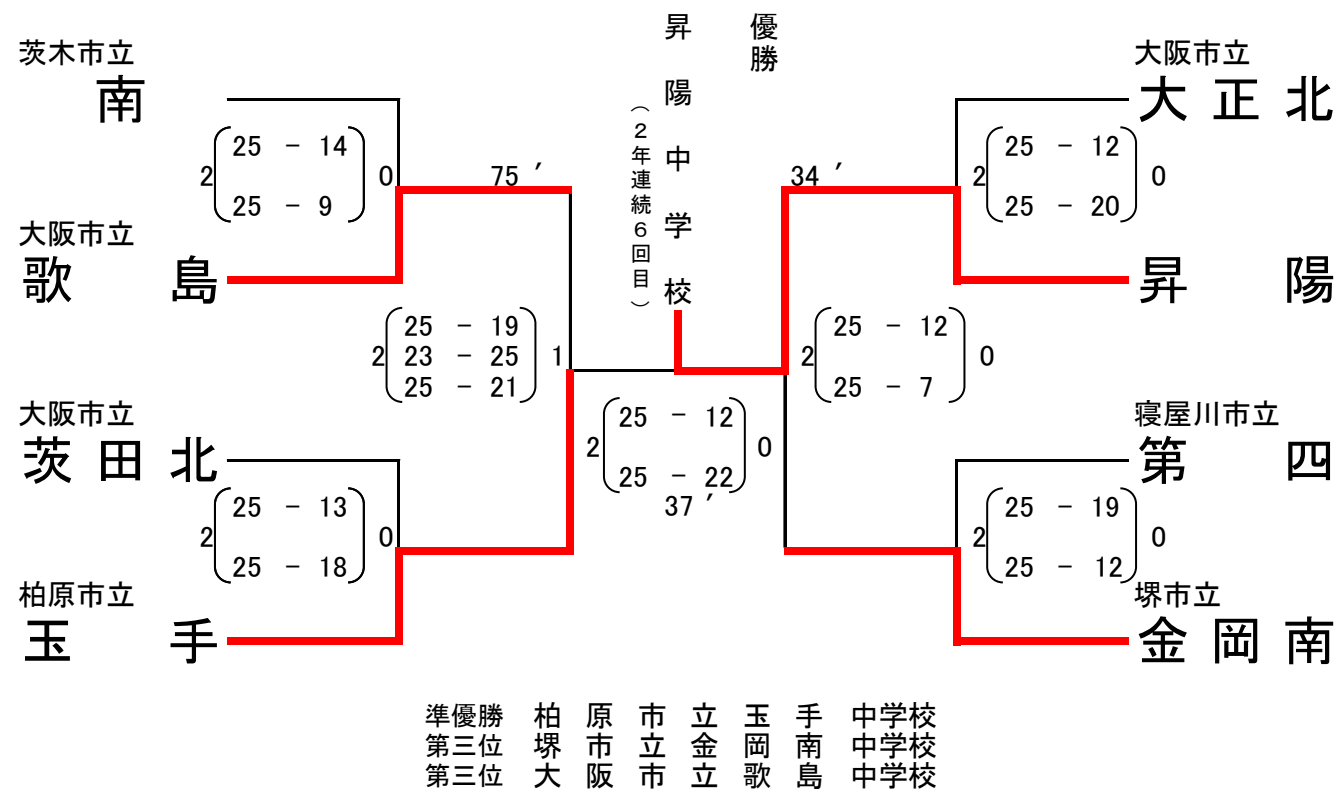 優勝
昇陽中学校
（２年連続６回目）
茨木市立
南
2 25 - 14 0
25 - 9
大阪市立
歌島
75 ′
2 25 - 19 1
23 - 25
25 - 21
大阪市立
茨田北
2 25 - 13 0
25 - 18
柏原市立
玉手
2 25 - 12 0
25 - 22
37 ′
大阪市立
大正北
2 25 - 12 0
25 - 20
昇陽
34 ′
2 25 - 12 0
25 - 7
寝屋川市立
第四
2 25 - 19 0
25 - 12
堺市立
金岡南
準優勝 柏原市立玉手 中学校
第三位 堺市立金岡南 中学校
第三位 大阪市立歌島 中学校